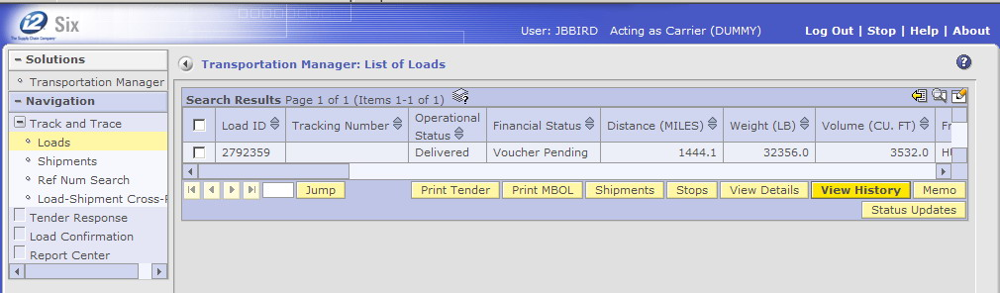 i2 Six
The Supply Chain Company
User: JBBIRD Acting as Carrier (DUMMY) Log Out | Stop | Help | About
Solutions
Transportation Manager
Navigation
Track and Trace
Loads
Shipments
Ref Num Search
Load-Shipment Cross-
Tender Response
Load Confirmation
Report Center
Transportation Manager: List of Loads
?
Search Results Page 1 of 1 (Items 1-1 of 1) ?
Load ID Tracking Number Operational Status Financial Status Distance (MILES) Weight (LB) Volume (CU. FT) Fr
2792359 Delivered Voucher Pending 1444.1 32356.0 3532.0 HU
Jump Print Tender Print MBOL Shipments Stops View Details View History Memo
Status Updates